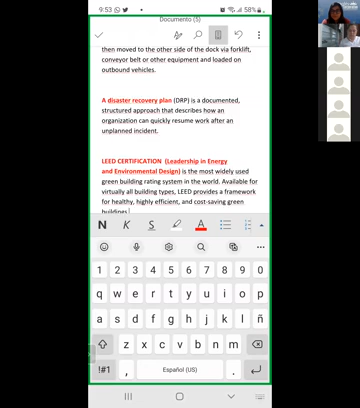 9:53
58%
Documento (5)
then moved to the other side of the dock via forklift,
conveyor belt or other equipment and loaded on
outbound vehicles.
A disaster recovery plan (DRP) is a documented,
structured approach that describes how an
organization can quickly resume work after an
unplanned incident.
LEED CERTIFICATION (Leadership in Energy
and Environmental Design) is the most widely used
green building rating system in the world. Available for
virtually all building types, LEED provides a framework
for healthy, highly efficient, and cost-saving green
buildings
N K S A
1 2 3 4 5 6 7 8 9 0
q w e r t y u i o p
a s d f g h j k l ñ
z x c v b n m
!#1 , Español (US) .